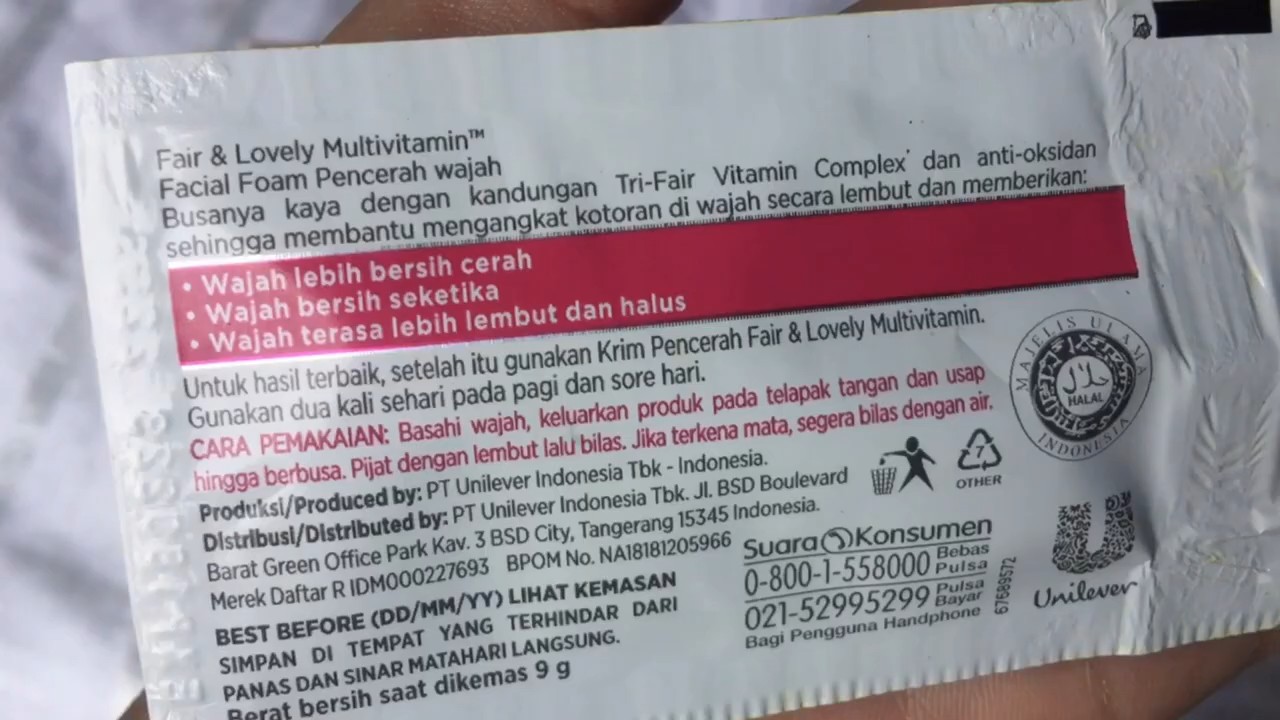 Fair & Lovely Multivitamin™
Facial Foam Pencerah wajah
Busanya kaya dengan kandungan Tri-Fair Vitamin Complex* dan anti-oksidan
sehingga membantu mengangkat kotoran di wajah secara lembut dan memberikan:
• Wajah lebih bersih cerah
• Wajah bersih seketika
• Wajah terasa lebih lembut dan halus
Untuk hasil terbaik, setelah itu gunakan Krim Pencerah Fair & Lovely Multivitamin.
Gunakan dua kali sehari pada pagi dan sore hari.
CARA PEMAKAIAN: Basahi wajah, keluarkan produk pada telapak tangan dan usap
hingga berbusa. Pijat dengan lembut lalu bilas. Jika terkena mata, segera bilas dengan air.
Produksi/Produced by: PT Unilever Indonesia Tbk - Indonesia.
Distribusi/Distributed by: PT Unilever Indonesia Tbk. Jl. BSD Boulevard
Barat Green Office Park Kav. 3 BSD City, Tangerang 15345 Indonesia.
Merek Daftar R IDM000227693 BPOM No. NA18181205966
BEST BEFORE (DD/MM/YY) LIHAT KEMASAN
SIMPAN DI TEMPAT YANG TERHINDAR DARI
PANAS DAN SINAR MATAHARI LANGSUNG.
Berat bersih saat dikemas 9 g
7
OTHER
Suara Konsumen
0-800-1-558000 Bebas Pulsa
021-52995299 Pulsa Bayar
Bagi Pengguna Handphone
67689572
MAJELIS ULAMA
حلال
HALAL
INDONESIA
Unilever